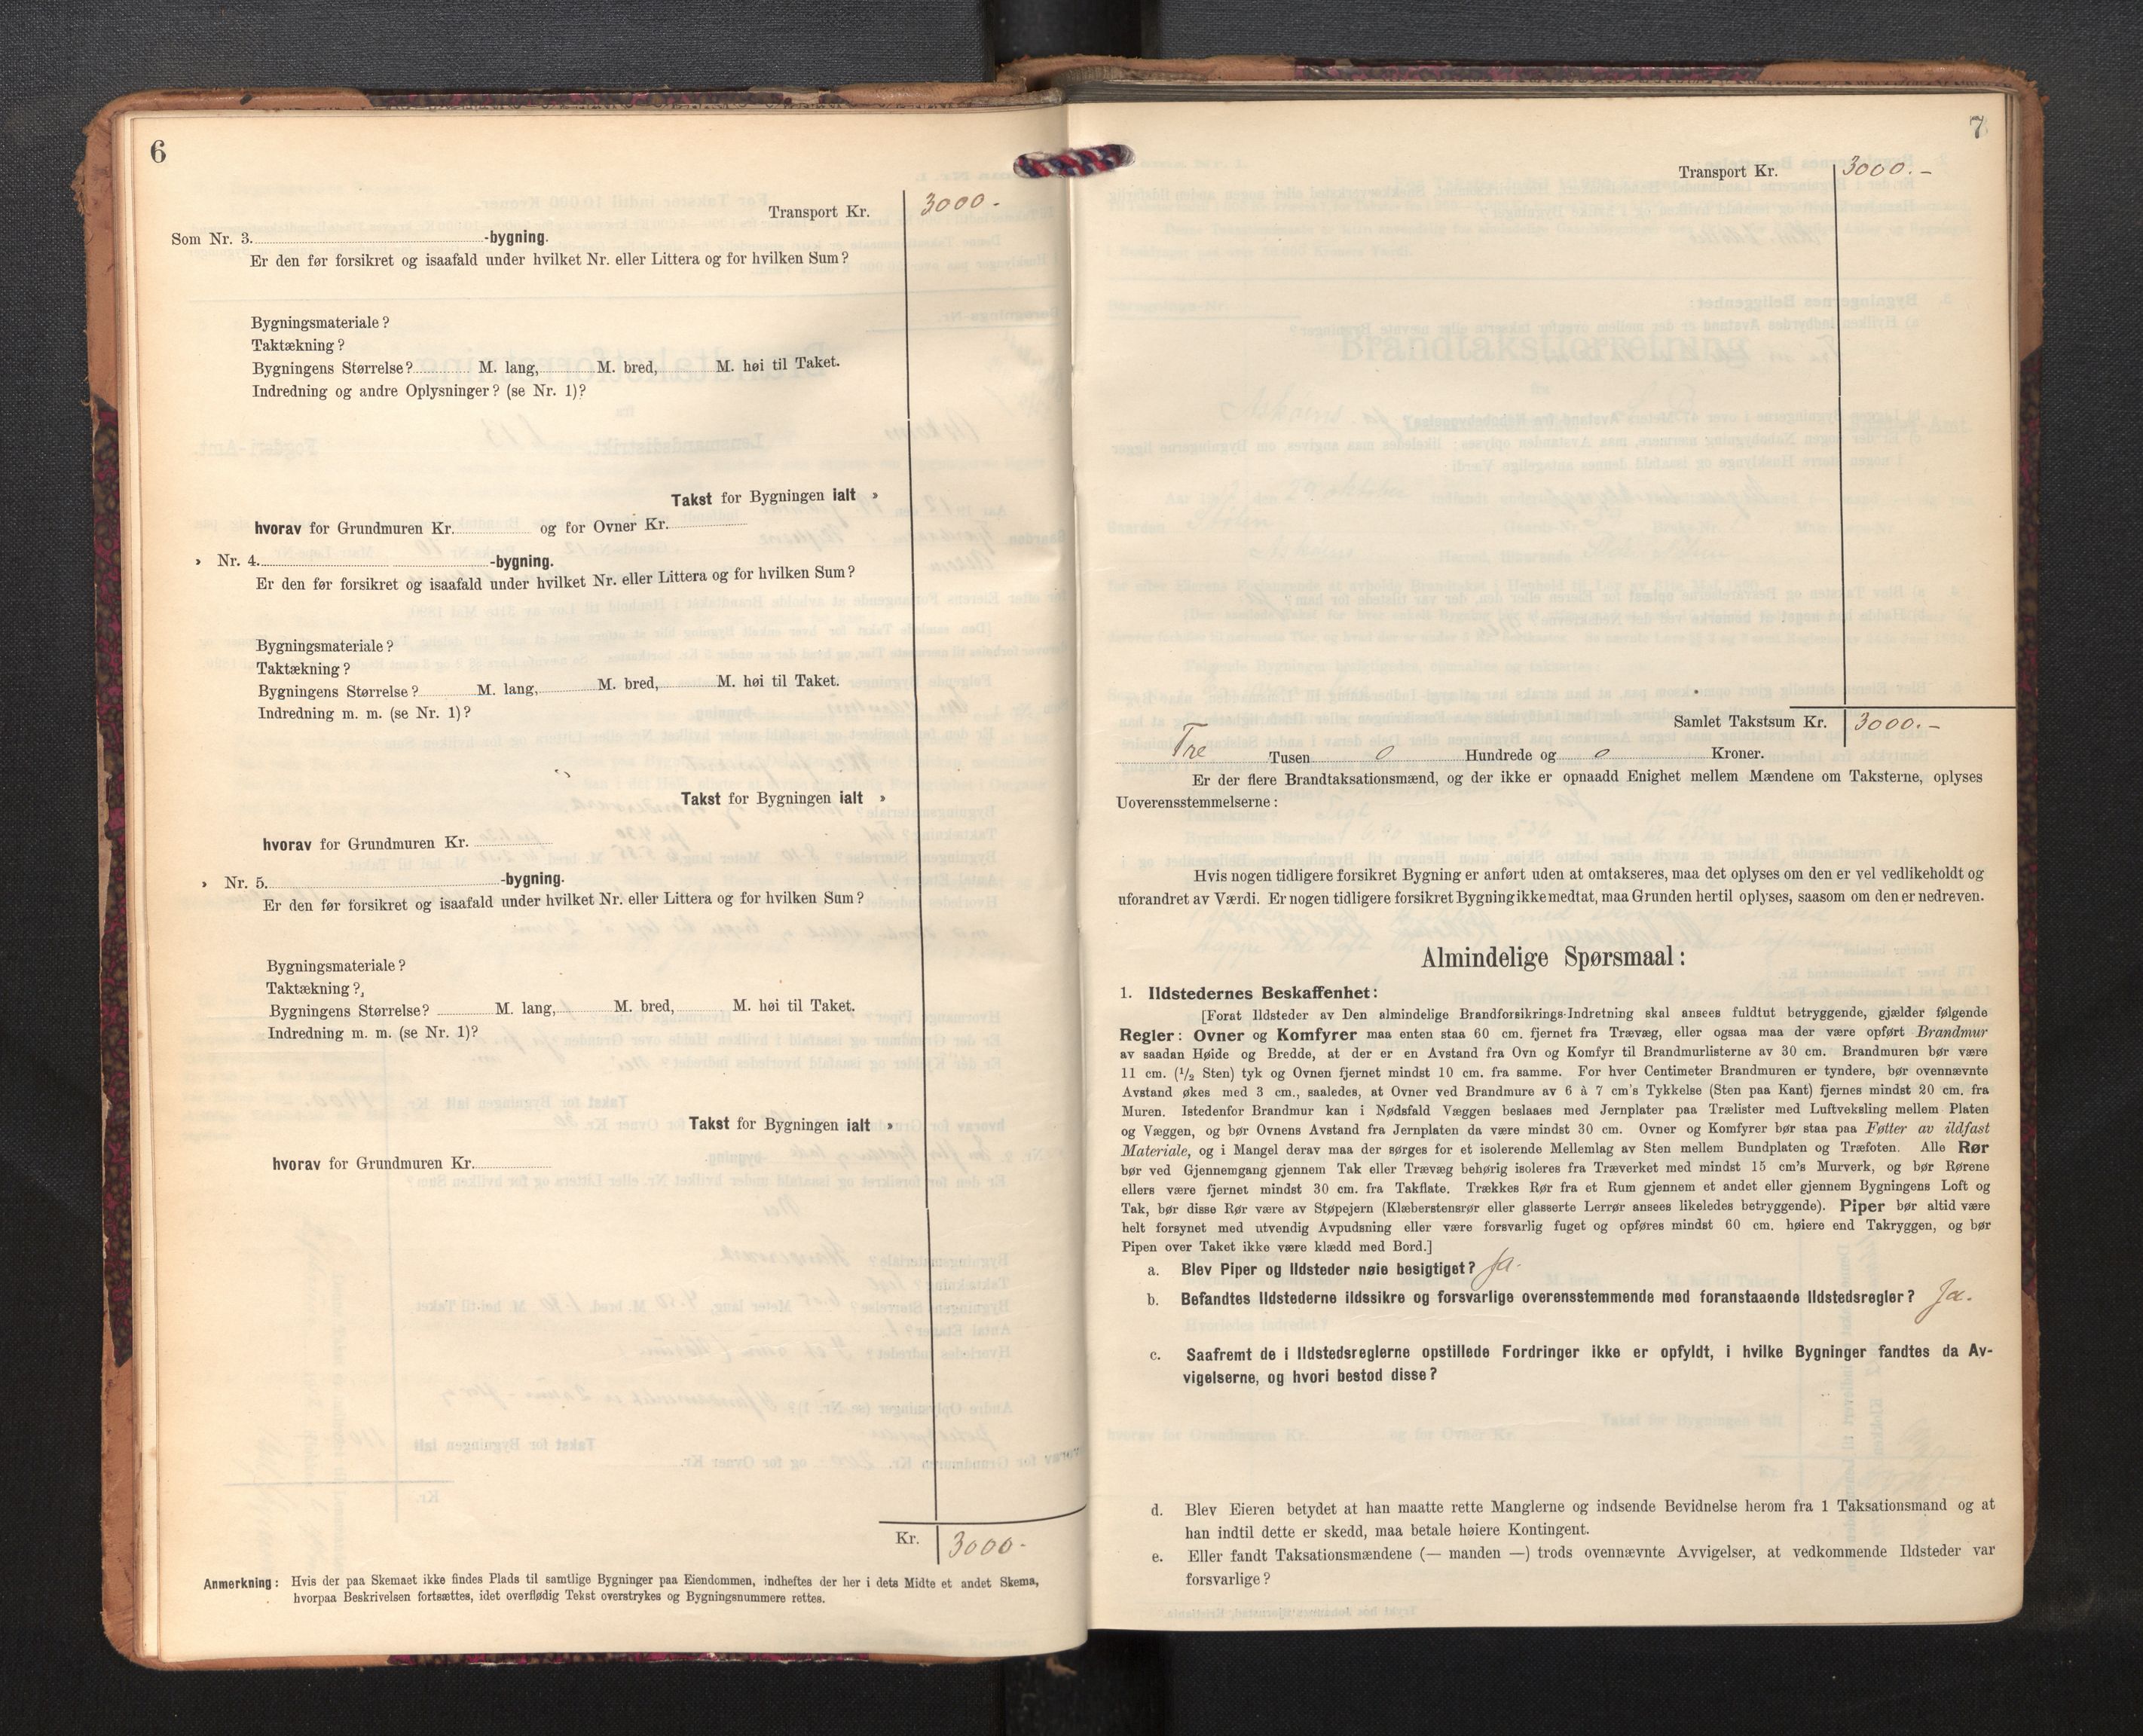 6
Transport Kr. 3000.-
Som Nr. 3. -bygning.
Er den før forsikret og isaafald under hvilket Nr. eller Littera og for hvilken Sum?
Bygningsmateriale?
Taktækning?
Bygningens Størrelse? M. lang, M. bred, M. høi til Taket.
Indredning og andre Oplysninger? (se Nr. 1)?
Takst for Bygningen ialt »
hvorav for Grundmuren Kr. og for Ovner Kr.
» Nr. 4. -bygning.
Er den før forsikret og isaafald under hvilket Nr. eller Littera og for hvilken Sum?
Bygningsmateriale?
Taktækning?
Bygningens Størrelse? M. lang, M. bred, M. høi til Taket.
Indredning m. m. (se Nr. 1)?
Takst for Bygningen ialt »
hvorav for Grundmuren Kr.
» Nr. 5. -bygning.
Er den før forsikret og isaafald under hvilket Nr. eller Littera og for hvilken Sum?
Bygningsmateriale?
Taktækning?,
Bygningens Størrelse? M. lang, M. bred, M. høi til Taket.
Indredning m. m. (se Nr. 1)?
Takst for Bygningen ialt »
hvorav for Grundmuren Kr.
Kr. 3000.-
Anmerkning: Hvis der paa Skemaet ikke findes Plads til samtlige Bygninger paa Eiendommen, indheftes der her i dets Midte et andet Skema,
hvorpaa Beskrivelsen fortsættes, idet overflødig Tekst overstrykes og Bygningsnummere rettes.
7
Transport Kr. 3000.-
Samlet Takstsum Kr. 3000.-
Tre Tusen 0 Hundrede og 0 Kroner.
Er der flere Brandtaksationsmænd, og der ikke er opnaadd Enighet mellem Mændene om Taksterne, oplyses
Uoverensstemmelserne:
Hvis nogen tidligere forsikret Bygning er anført uden at omtakseres, maa det oplyses om den er vel vedlikeholdt og
uforandret av Værdi. Er nogen tidligere forsikret Bygning ikke medtat, maa Grunden hertil oplyses, saasom om den er nedreven.
Almindelige Spørsmaal:
1. Ildstedernes Beskaffenhet:
[Forat Ildsteder av Den almindelige Brandforsikrings-Indretning skal ansees fuldtut betryggende, gjælder følgende
Regler: Ovner og Komfyrer maa enten staa 60 cm. fjernet fra Trævæg, eller ogsaa maa der være opført Brandmur
av saadan Høide og Bredde, at der er en Avstand fra Ovn og Komfyr til Brandmurlisterne av 30 cm. Brandmuren bør være
11 cm. (1/2 Sten) tyk og Ovnen fjernet mindst 10 cm. fra samme. For hver Centimeter Brandmuren er tyndere, bør ovennævnte
Avstand økes med 3 cm., saaledes, at Ovner ved Brandmure av 6 à 7 cm's Tykkelse (Sten paa Kant) fjernes mindst 20 cm. fra
Muren. Istedenfor Brandmur kan i Nødsfald Væggen beslaaes med Jernplater paa Trælister med Luftveksling mellem Platen
og Væggen, og bør Ovnens Avstand fra Jernplaten da være mindst 30 cm. Ovner og Komfyrer bør staa paa Føtter av ildfast
Materiale, og i Mangel derav maa der sørges for et isolerende Mellemlag av Sten mellem Bundplaten og Træfoten. Alle Rør
bør ved Gjennemgang gjennem Tak eller Trævæg behørig isoleres fra Træverket med mindst 15 cm's Murverk, og bør Rørene
ellers være fjernet mindst 30 cm. fra Takflate. Trækkes Rør fra et Rum gjennem et andet eller gjennem Bygningens Loft og
Tak, bør disse Rør være av Støpejern (Klæberstensrør eller glasserte Lerrør ansees likeledes betryggende). Piper bør altid være
helt forsynet med utvendig Avpudsning eller være forsvarlig fuget og opføres mindst 60 cm. høiere end Takryggen, og bør
Pipen over Taket ikke være klædd med Bord.]
a. Blev Piper og Ildsteder nøie besigtiget? Ja.
b. Befandtes Ildstederne ildssikre og forsvarlige overensstemmende med foranstaaende Ildstedsregler? Ja.
c. Saafremt de i Ildstedsreglerne opstillede Fordringer ikke er opfyldt, i hvilke Bygninger fandtes da Av-
vigelserne, og hvori bestod disse?
d. Blev Eieren betydet at han maatte rette Manglerne og indsende Bevidnelse herom fra 1 Taksationsmand og at
han indtil dette er skedd, maa betale høiere Kontingent.
e. Eller fandt Taksationsmændene (— manden —) trods ovennævnte Avvigelser, at vedkommende Ildsteder var
forsvarlige?